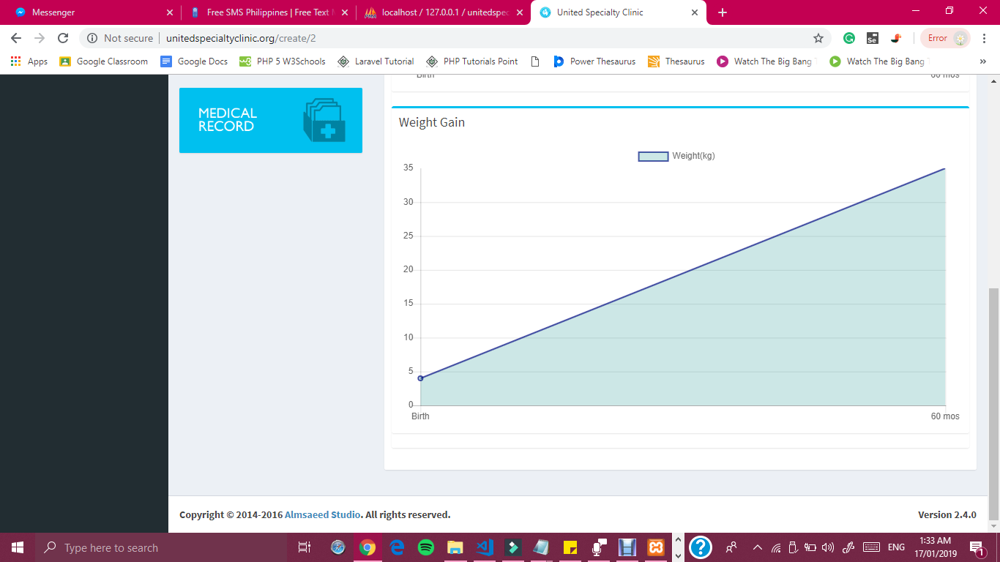 Messenger
Free SMS Philippines | Free Text
localhost / 127.0.0.1 / unitedspec
United Specialty Clinic
Not secure
unitedspecialtyclinic.org/create/2
Se
Error
Apps
Google Classroom
Google Docs
PHP 5 W3Schools
Laravel Tutorial
PHP Tutorials Point
Power Thesaurus
Thesaurus
Watch The Big Bang
Watch The Big Bang
Birth
60 mos
MEDICAL
RECORD
Weight Gain
Weight(kg)
35
30
25
20
15
10
5
0
Birth
60 mos
Copyright © 2014-2016 Almsaeed Studio. All rights reserved.
Version 2.4.0
Type here to search
ENG
1:33 AM
17/01/2019
1